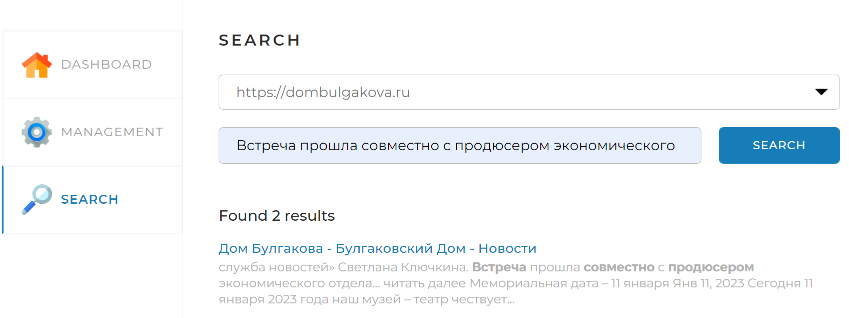 SEARCH
DASHBOARD
https://dombulgakova.ru
MANAGEMENT
Встреча прошла совместно с продюсером экономического
SEARCH
SEARCH
Found 2 results
Дом Булгакова - Булгаковский Дом - Новости
служба новостей» Светлана Ключкина. Встреча прошла совместно с продюсером
экономического отдела... читать далее Мемориальная дата – 11 января Янв 11, 2023 Сегодня 11
января 2023 года наш музей – театр чествует...